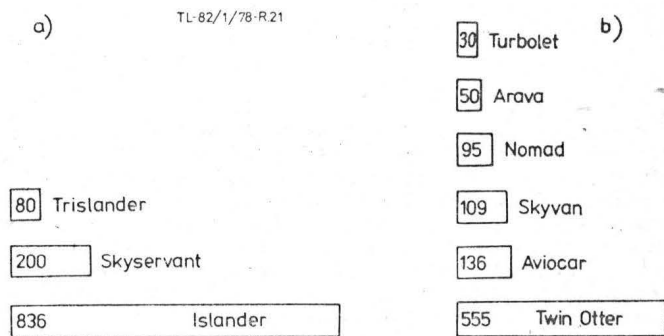 a)
TL-82/1/78-R21
80 Trislander
200 Skyservant
836 Islander
b)
30 Turbolet
50 Arava
95 Nomad
109 Skyvan
136 Aviocar
555 Twin Otter